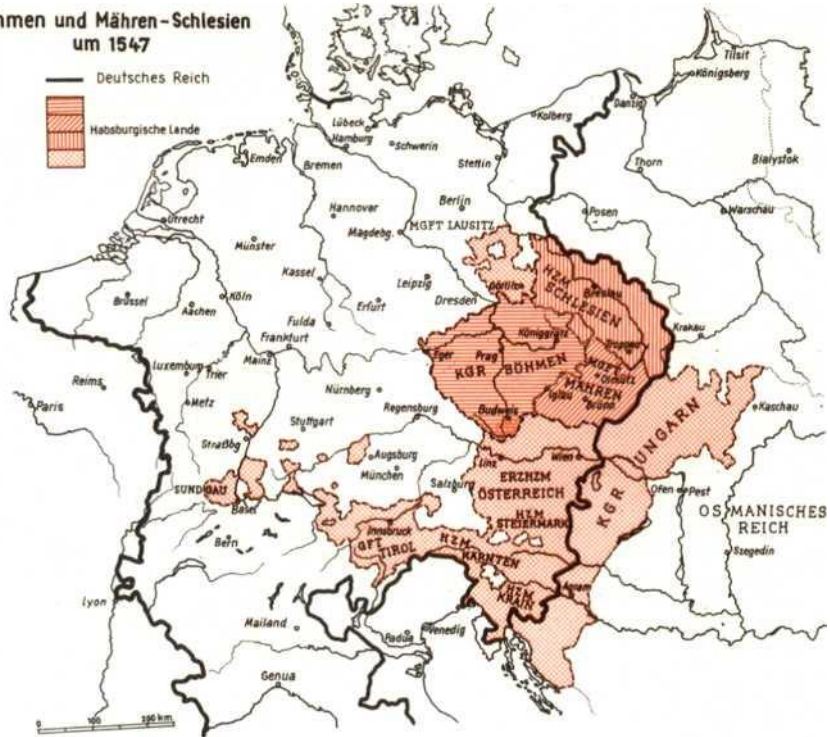 hmen und Mähren-Schlesien
um 1547
Deutsches Reich
Habsburgische Lande
Tilsit
Königsberg
Danzig
Kolberg
Lübeck
Hamburg
Schwerin
Stettin
Emden
Bremen
Thorn
Bialystok
Berlin
Hannover
Utrecht
MGFT LAUSITZ
Posen
Warschau
Magdebg.
Münster
Kassel
Leipzig
Görlitz
HZM
SCHLESIEN
Breslau
Brüssel
Köln
Aachen
Erfurt
Dresden
Fulda
Königgrätz
Krakau
Frankfurt
Troppau
Mainz
Eger
Prag
KGR BÖHMEN
MGFT
Olmütz
MÄHREN
Luxemburg
Trier
Iglau
Brünn
Reims
Nürnberg
Metz
Regensburg
Budweis
Kaschau
Paris
Stuttgart
Straßbg
Augsburg
Linz
Wien
KGR UNGARN
München
Salzburg
ERZHZM
ÖSTERREICH
SUNDGAU
Basel
Ofen
Pest
OSMANISCHES
REICH
HZM
STEIERMARK
Innsbruck
GFT
TIROL
Bern
HZM
KÄRNTEN
Szegedin
HZM
KRAIN
Agram
Lyon
Mailand
Padua
Venedig
Genua
0 100 200 km